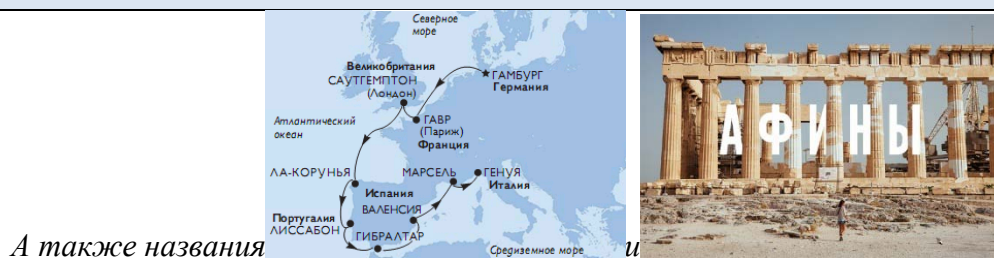 Северное
море
Великобритания
САУТГЕМПТОН
(Лондон)
ГАМБУРГ
Германия
ГАВР
(Париж)
Франция
Атлантический
океан
ЛА-КОРУНЬЯ
МАРСЕЛЬ
ГЕНУЯ
Италия
Испания
ВАЛЕНСИЯ
Португалия
ЛИССАБОН
ГИБРАЛТАР
Средиземное море
АФИНЫ
А также названия и